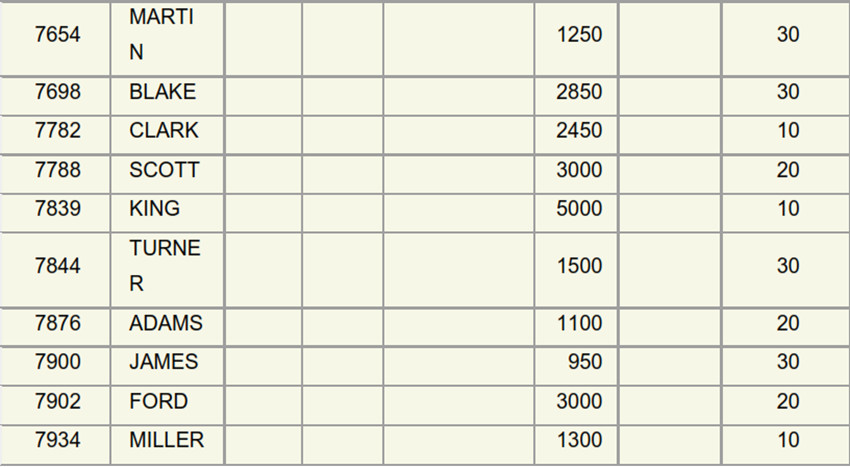 7654 MARTI
N 1250 30
7698 BLAKE 2850 30
7782 CLARK 2450 10
7788 SCOTT 3000 20
7839 KING 5000 10
7844 TURNE
R 1500 30
7876 ADAMS 1100 20
7900 JAMES 950 30
7902 FORD 3000 20
7934 MILLER 1300 10